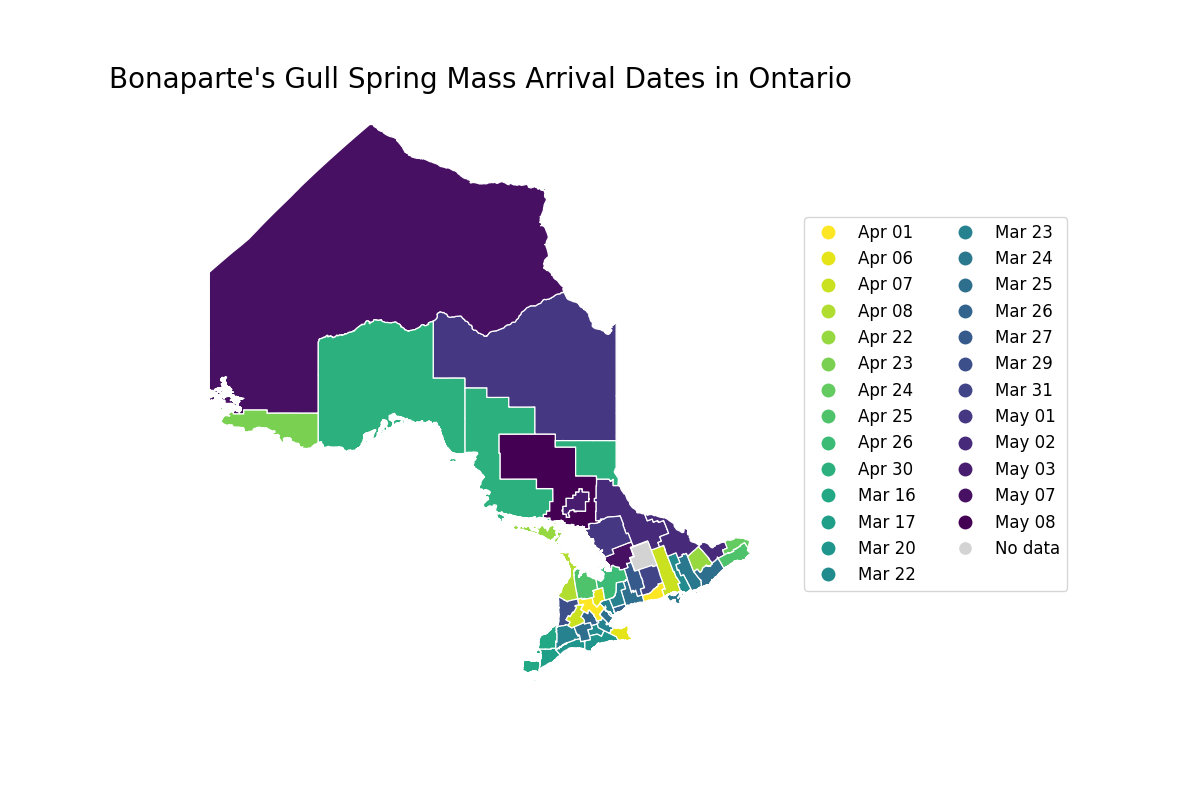 Bonaparte's Gull Spring Mass Arrival Dates in Ontario
Apr 01
Apr 06
Apr 07
Apr 08
Apr 22
Apr 23
Apr 24
Apr 25
Apr 26
Apr 30
Mar 16
Mar 17
Mar 20
Mar 22
Mar 23
Mar 24
Mar 25
Mar 26
Mar 27
Mar 29
Mar 31
May 01
May 02
May 03
May 07
May 08
No data